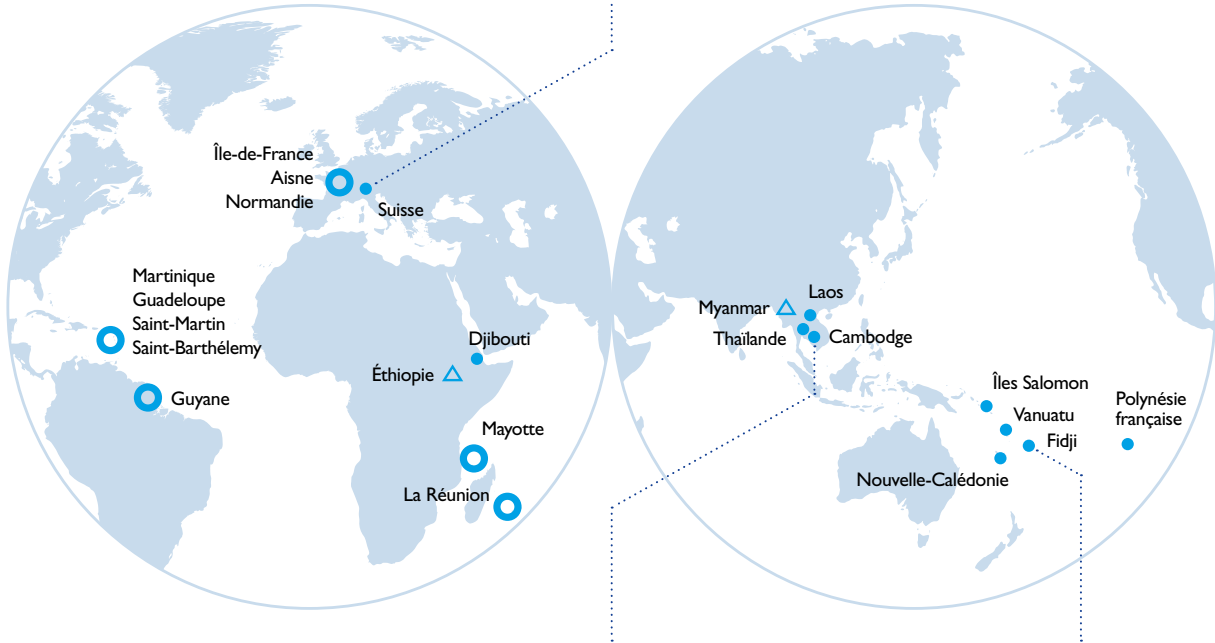 Île-de-France
Aisne
Normandie
Suisse
Martinique
Guadeloupe
Saint-Martin
Saint-Barthélemy
Guyane
Djibouti
Éthiopie
Mayotte
La Réunion
Laos
Myanmar
Thaïlande
Cambodge
Îles Salomon
Vanuatu
Fidji
Polynésie
française
Nouvelle-Calédonie